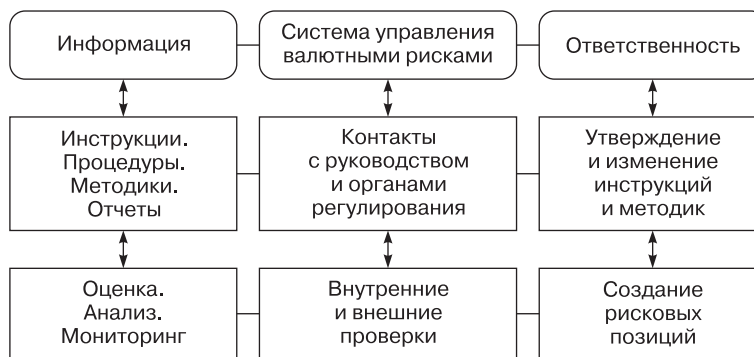 Информация
Система управления
валютными рисками
Ответственность
Инструкции.
Процедуры.
Методики.
Отчеты
Контакты
с руководством
и органами
регулирования
Утверждение
и изменение
инструкций
и методик
Оценка.
Анализ.
Мониторинг
Внутренние
и внешние
проверки
Создание
рисковых
позиций